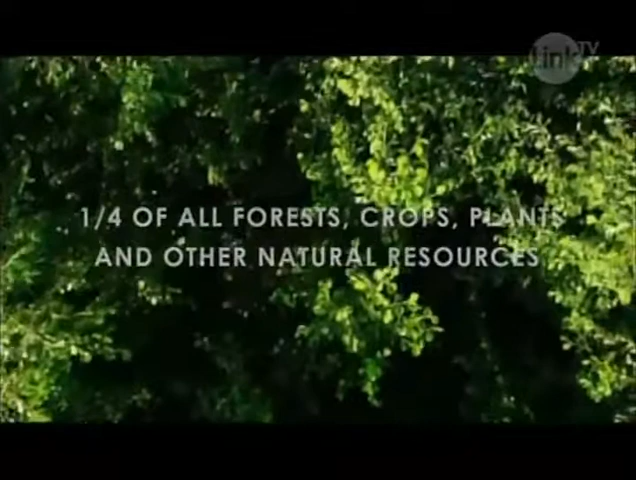 Link TV
1/4 OF ALL FORESTS, CROPS, PLANTS
AND OTHER NATURAL RESOURCES